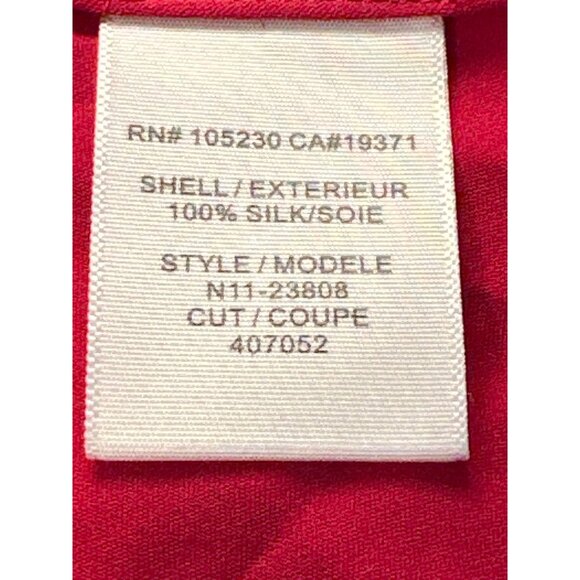 RN# 105230 CA#19371
SHELL / EXTERIEUR
100% SILK/SOIE
STYLE / MODELE
N11-23808
CUT / COUPE
407052